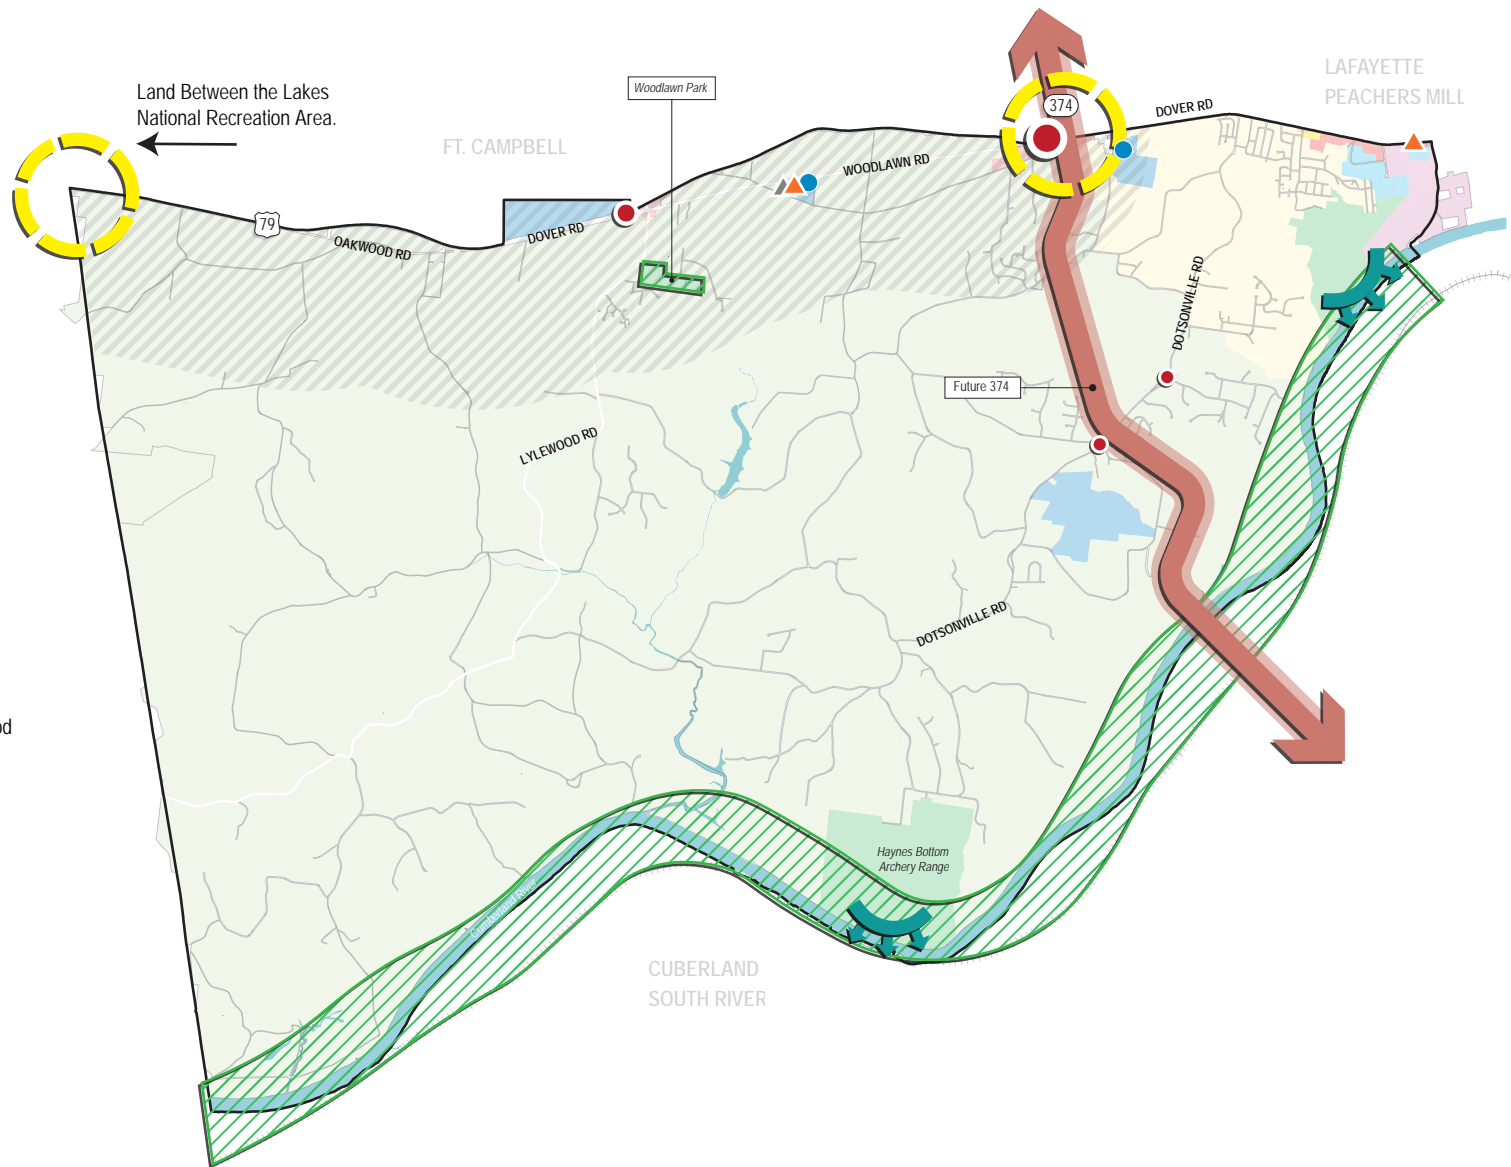 Land Between the Lakes
National Recreation Area.
FT. CAMPBELL
Woodlawn Park
LAFAYETTE
PEACHERS MILL
374
DOVER RD
WOODLAWN RD
79
OAKWOOD RD
DOVER RD
DOTSONVILLE RD
Future 374
LYLEWOOD RD
DOTSONVILLE RD
od
Haynes Bottom
Archery Range
Cumberland River
CUBERLAND
SOUTH RIVER